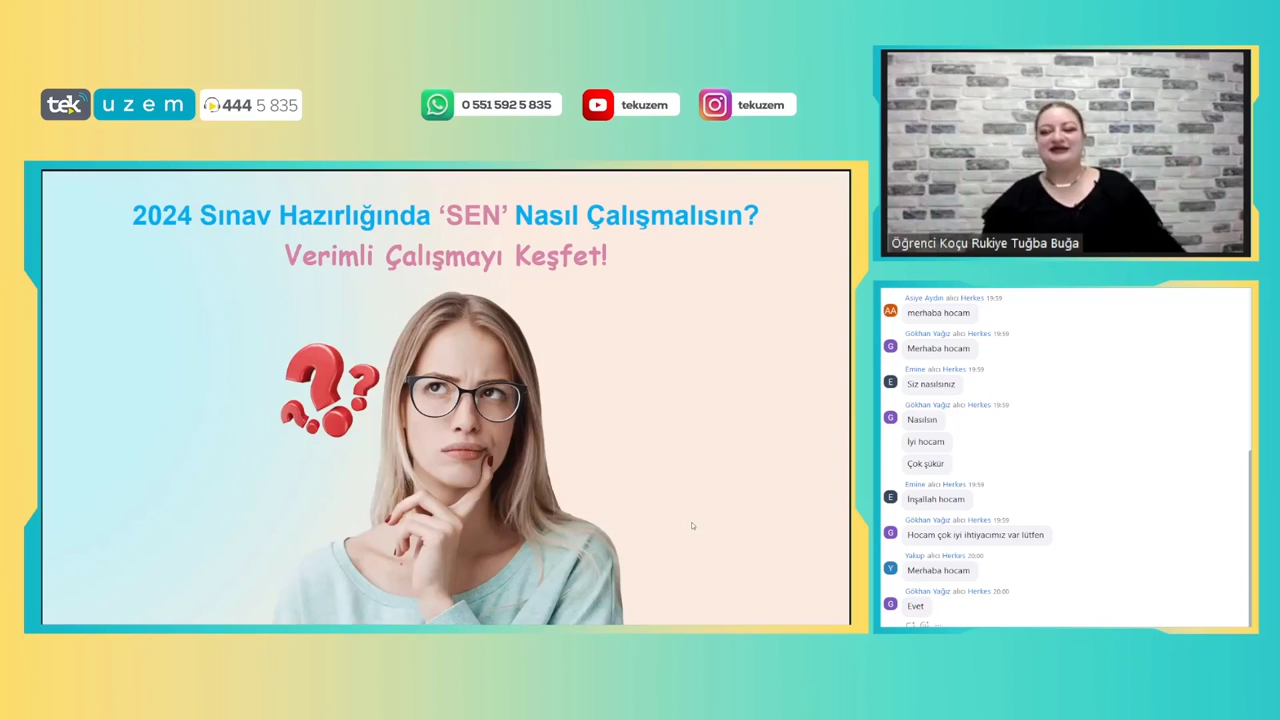 tek uzem 444 5 835
0 551 592 5 835
tekuzem
tekuzem
2024 Sınav Hazırlığında ‘SEN’ Nasıl Çalışmalısın?
Verimli Çalışmayı Keşfet!
Öğrenci Koçu Rukiye Tuğba Buğa
Asiye Aydın alıcı Herkes 19:59
AA
merhaba hocam
Gökhan Yağız alıcı Herkes 19:59
G
Merhaba hocam
Emine alıcı Herkes 19:59
E
Siz nasılsınız
Gökhan Yağız alıcı Herkes 19:59
G
Nasılsın
İyi hocam
Çok şükür
Emine alıcı Herkes 19:59
E
İnşallah hocam
Gökhan Yağız alıcı Herkes 19:59
G
Hocam çok iyi ihtiyacımız var lütfen
Yakup alıcı Herkes 20:00
Y
Merhaba hocam
Gökhan Yağız alıcı Herkes 20:00
G
Evet